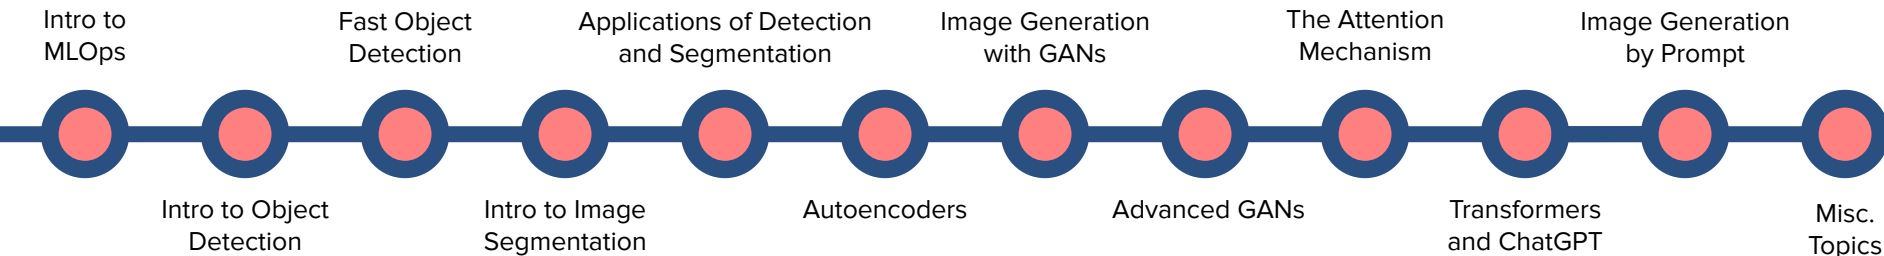 Intro to
MLOps
Intro to Object
Detection
Fast Object
Detection
Intro to Image
Segmentation
Applications of Detection
and Segmentation
Autoencoders
Image Generation
with GANs
Advanced GANs
The Attention
Mechanism
Transformers
and ChatGPT
Image Generation
by Prompt
Misc.
Topics